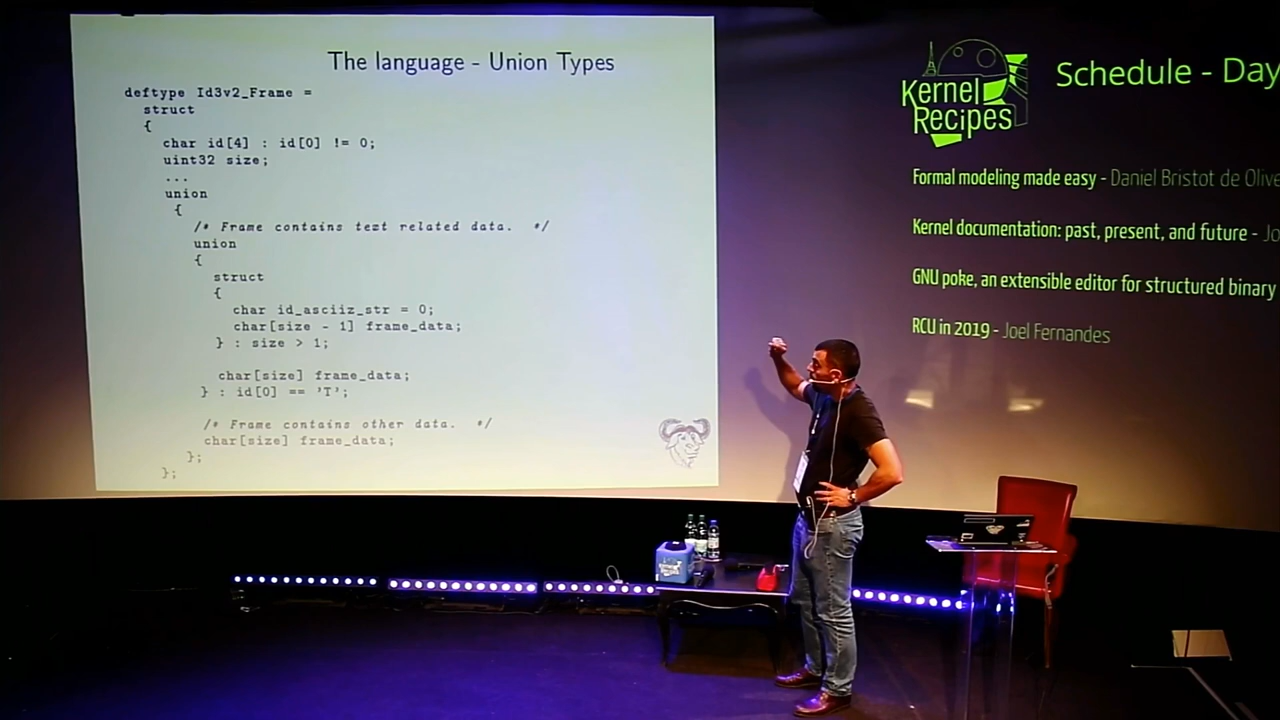 The language - Union Types
deftype Id3v2_Frame =
struct
{
char id[4] : id[0] != 0;
uint32 size;
...
union
{
/* Frame contains text related data. */
union
{
struct
{
char id_asciiz_str = 0;
char[size - 1] frame_data;
} : size > 1;
char[size] frame_data;
} : id[0] == 'T';
/* Frame contains other data. */
char[size] frame_data;
};
};
Kernel
Recipes
Schedule - Day
Formal modeling made easy - Daniel Bristot de Olive
Kernel documentation: past, present, and future - Jo
GNU poke, an extensible editor for structured binary
RCU in 2019 - Joel Fernandes